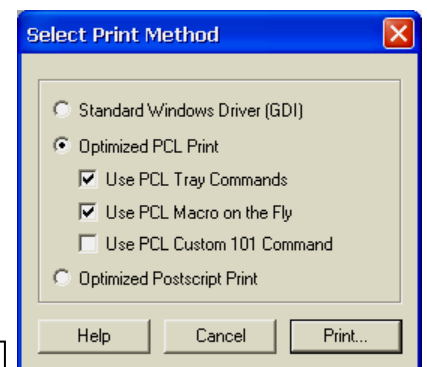 Select Print Method
Standard Windows Driver (GDI)
Optimized PCL Print
Use PCL Tray Commands
Use PCL Macro on the Fly
Use PCL Custom 101 Command
Optimized Postscript Print
Help Cancel Print...